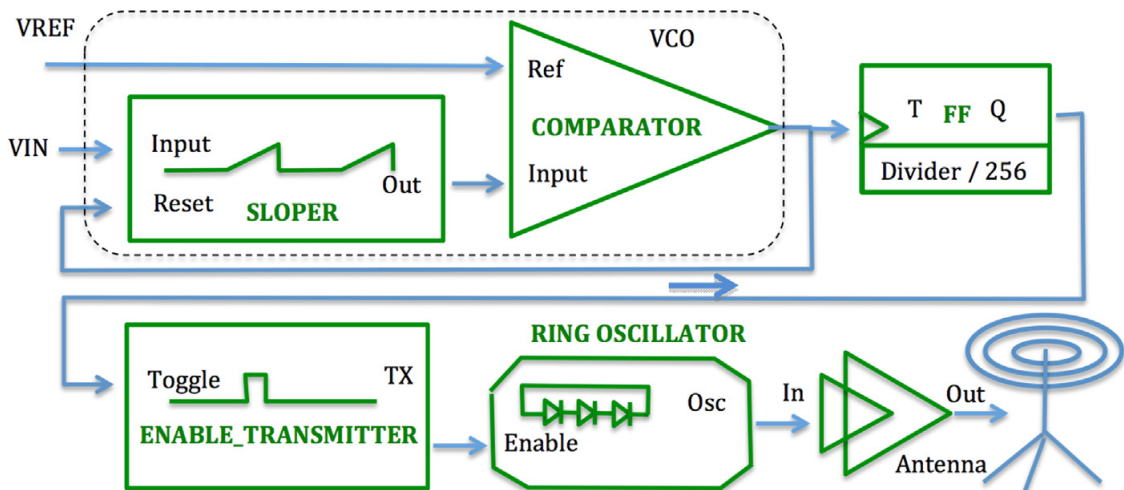 VREF
VCO
Ref
COMPARATOR
Input
VIN
Input
Out
Reset
SLOPER
T FF Q
Divider / 256
RING OSCILLATOR
Toggle
TX
ENABLE_TRANSMITTER
Osc
Enable
In
Out
Antenna